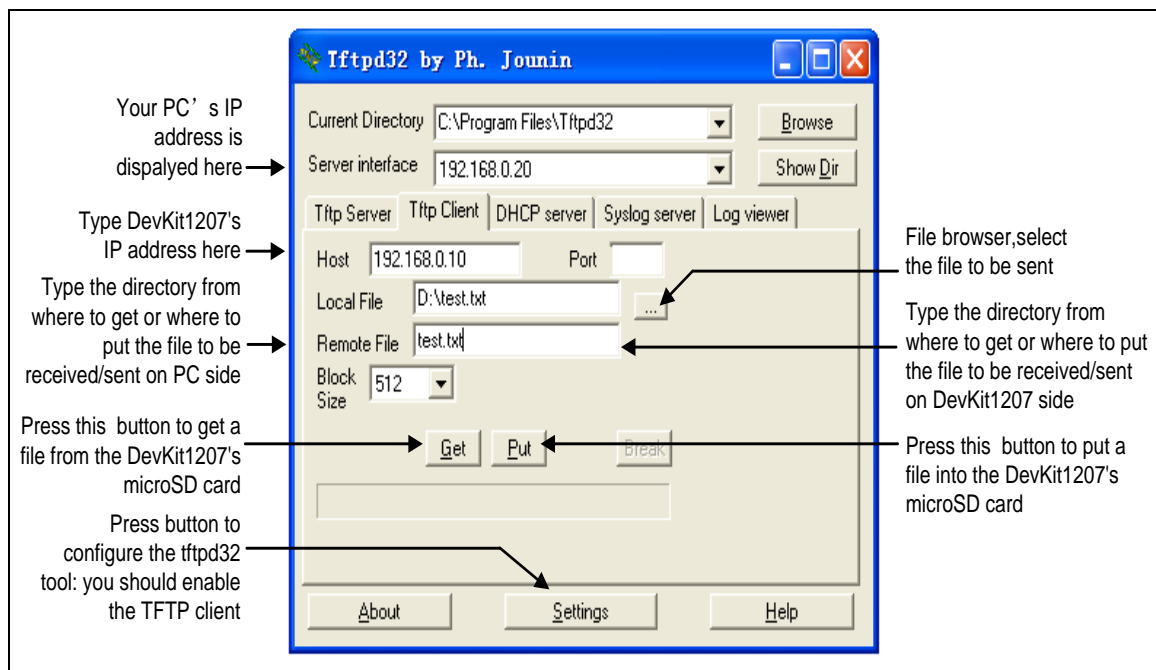 Tftpd32 by Ph. Jounin
Your PC’s IP
address is
dispalyed here
Current Directory
C:\Program Files\Tftpd32
Browse
Server interface
192.168.0.20
Show Dir
Tftp Server
Tftp Client
DHCP server
Syslog server
Log viewer
Type DevKit1207's
IP address here
Host
192.168.0.10
Port
File browser,select
the file to be sent
Type the directory from
where to get or where to
put the file to be
received/sent on PC side
Local File
D:\test.txt
...
Remote File
test.txt
Type the directory from
where to get or where to put
the file to be received/sent
on DevKit1207 side
Block
Size
512
Press this button to get a
file from the DevKit1207's
microSD card
Get
Put
Break
Press this button to put a
file into the DevKit1207's
microSD card
Press button to
configure the tftpd32
tool: you should enable
the TFTP client
About
Settings
Help